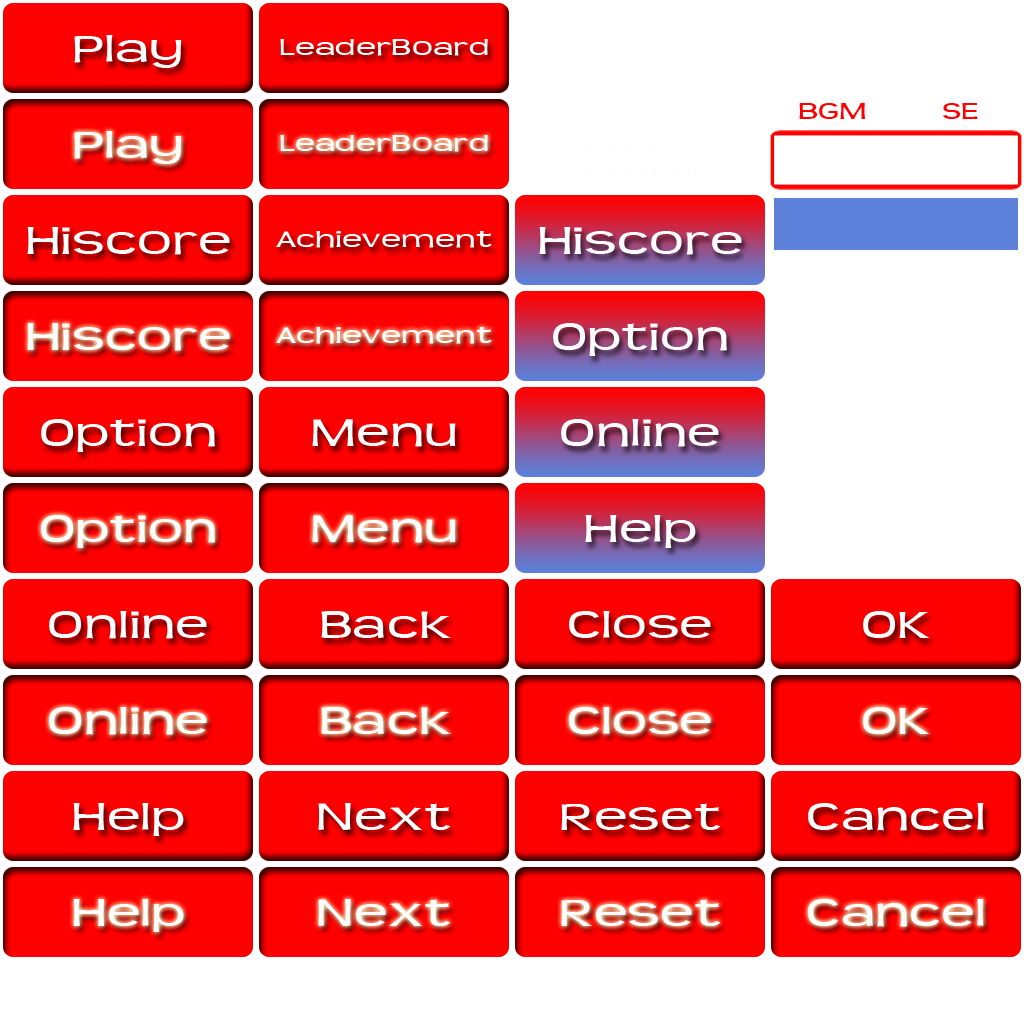 Play LeaderBoard
BGM SE
Play LeaderBoard
Hiscore Achievement Hiscore
Hiscore Achievement Option
Option Menu Online
Option Menu Help
Online Back Close OK
Online Back Close OK
Help Next Reset Cancel
Help Next Reset Cancel